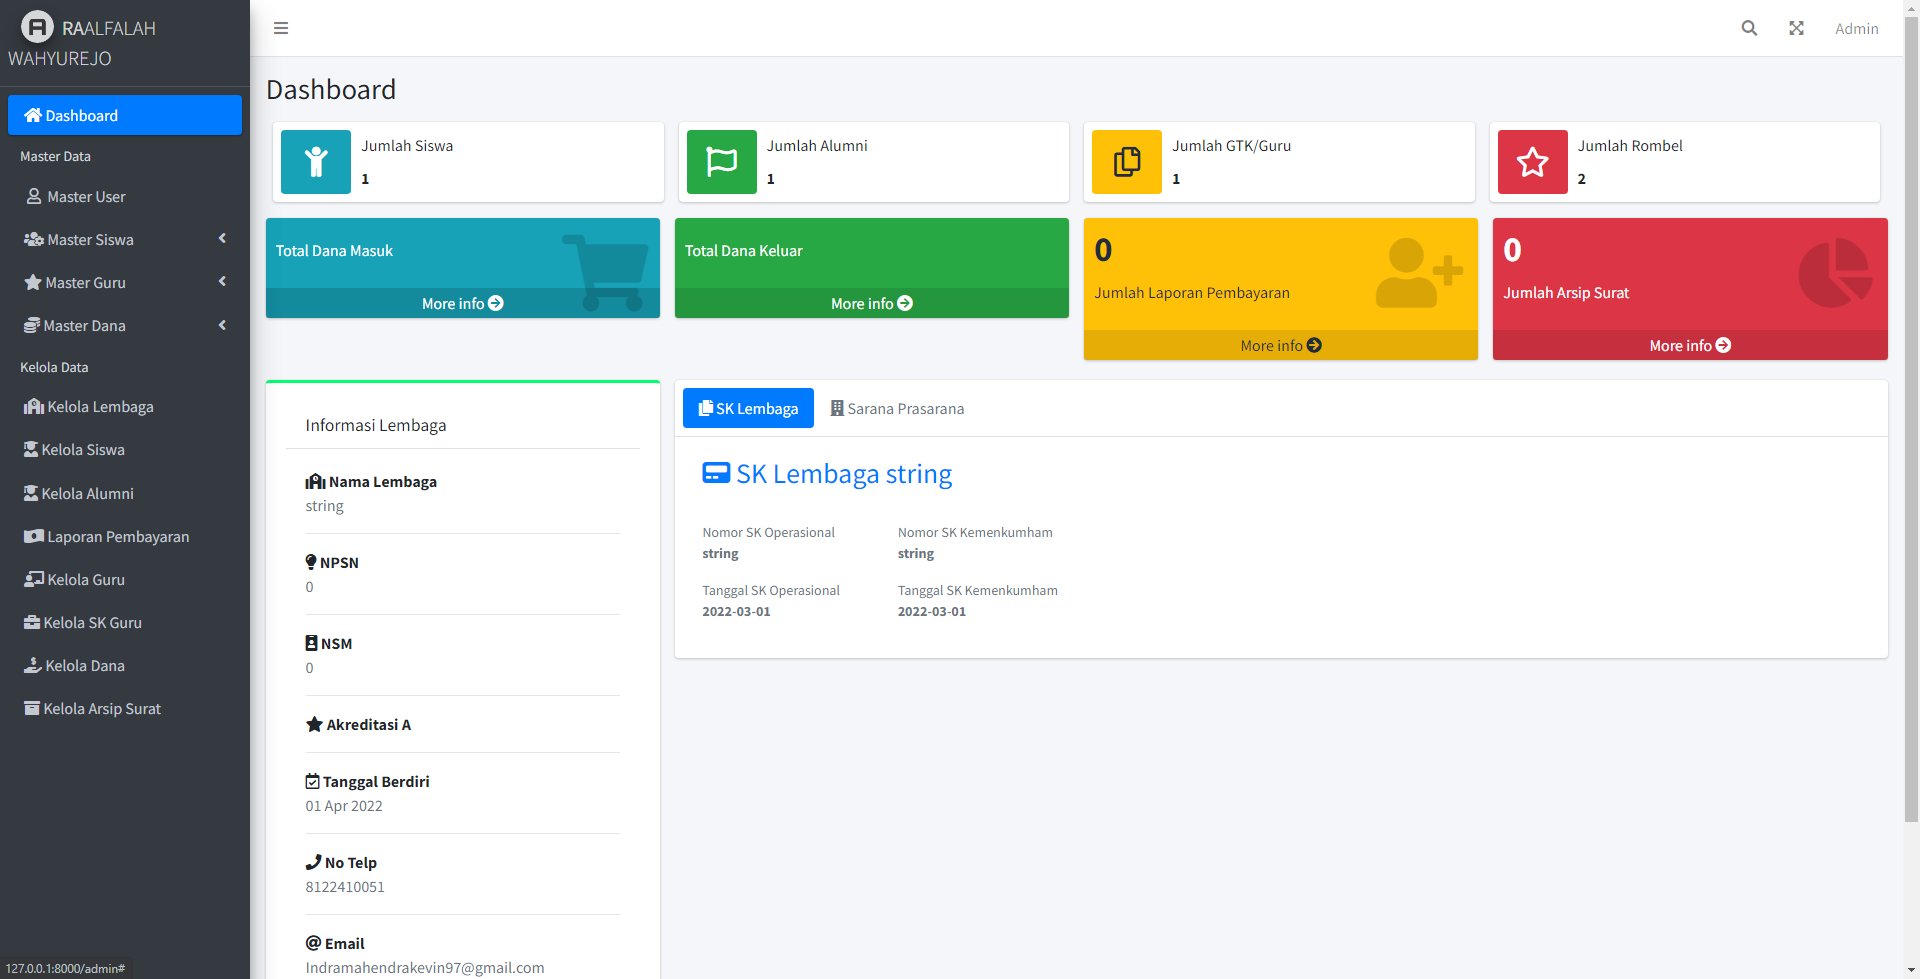 RAALFALAH
WAHYUREJO
Dashboard
Master Data
Master User
Master Siswa
Master Guru
Master Dana
Kelola Data
Kelola Lembaga
Kelola Siswa
Kelola Alumni
Laporan Pembayaran
Kelola Guru
Kelola SK Guru
Kelola Dana
Kelola Arsip Surat
127.0.0.1:8000/admin#
Admin
Dashboard
Jumlah Siswa
1
Jumlah Alumni
1
Jumlah GTK/Guru
1
Jumlah Rombel
2
Total Dana Masuk
More info
Total Dana Keluar
More info
0
Jumlah Laporan Pembayaran
More info
0
Jumlah Arsip Surat
More info
Informasi Lembaga
Nama Lembaga
string
NPSN
0
NSM
0
Akreditasi A
Tanggal Berdiri
01 Apr 2022
No Telp
8122410051
Email
Indramahendrakevin97@gmail.com
SK Lembaga
Sarana Prasarana
SK Lembaga string
Nomor SK Operasional
string
Nomor SK Kemenkumham
string
Tanggal SK Operasional
2022-03-01
Tanggal SK Kemenkumham
2022-03-01